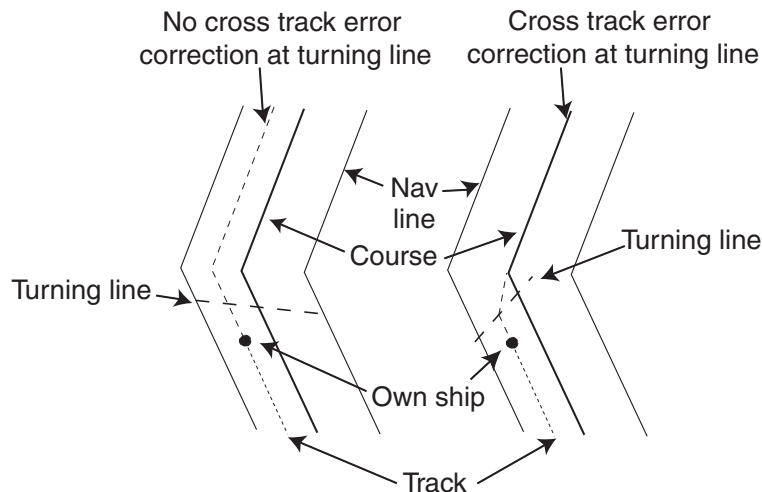 No cross track error
correction at turning line
Cross track error
correction at turning line
Nav
line
Course
Turning line
Turning line
Own ship
Track